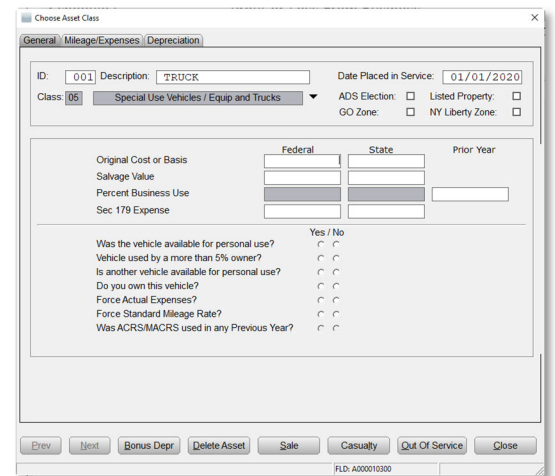 Choose Asset Class
General Mileage/Expenses Depreciation
ID: 001 Description: TRUCK Date Placed in Service: 01/01/2020
Class: 05 Special Use Vehicles / Equip and Trucks ADS Election: Listed Property:
GO Zone: NY Liberty Zone:
Federal State Prior Year
Original Cost or Basis
Salvage Value
Percent Business Use
Sec 179 Expense
Yes / No
Was the vehicle available for personal use?
Vehicle used by a more than 5% owner?
Is another vehicle available for personal use?
Do you own this vehicle?
Force Actual Expenses?
Force Standard Mileage Rate?
Was ACRS/MACRS used in any Previous Year?
Prev Next Bonus Depr Delete Asset Sale Casualty Out Of Service Close
FLD: A000010300